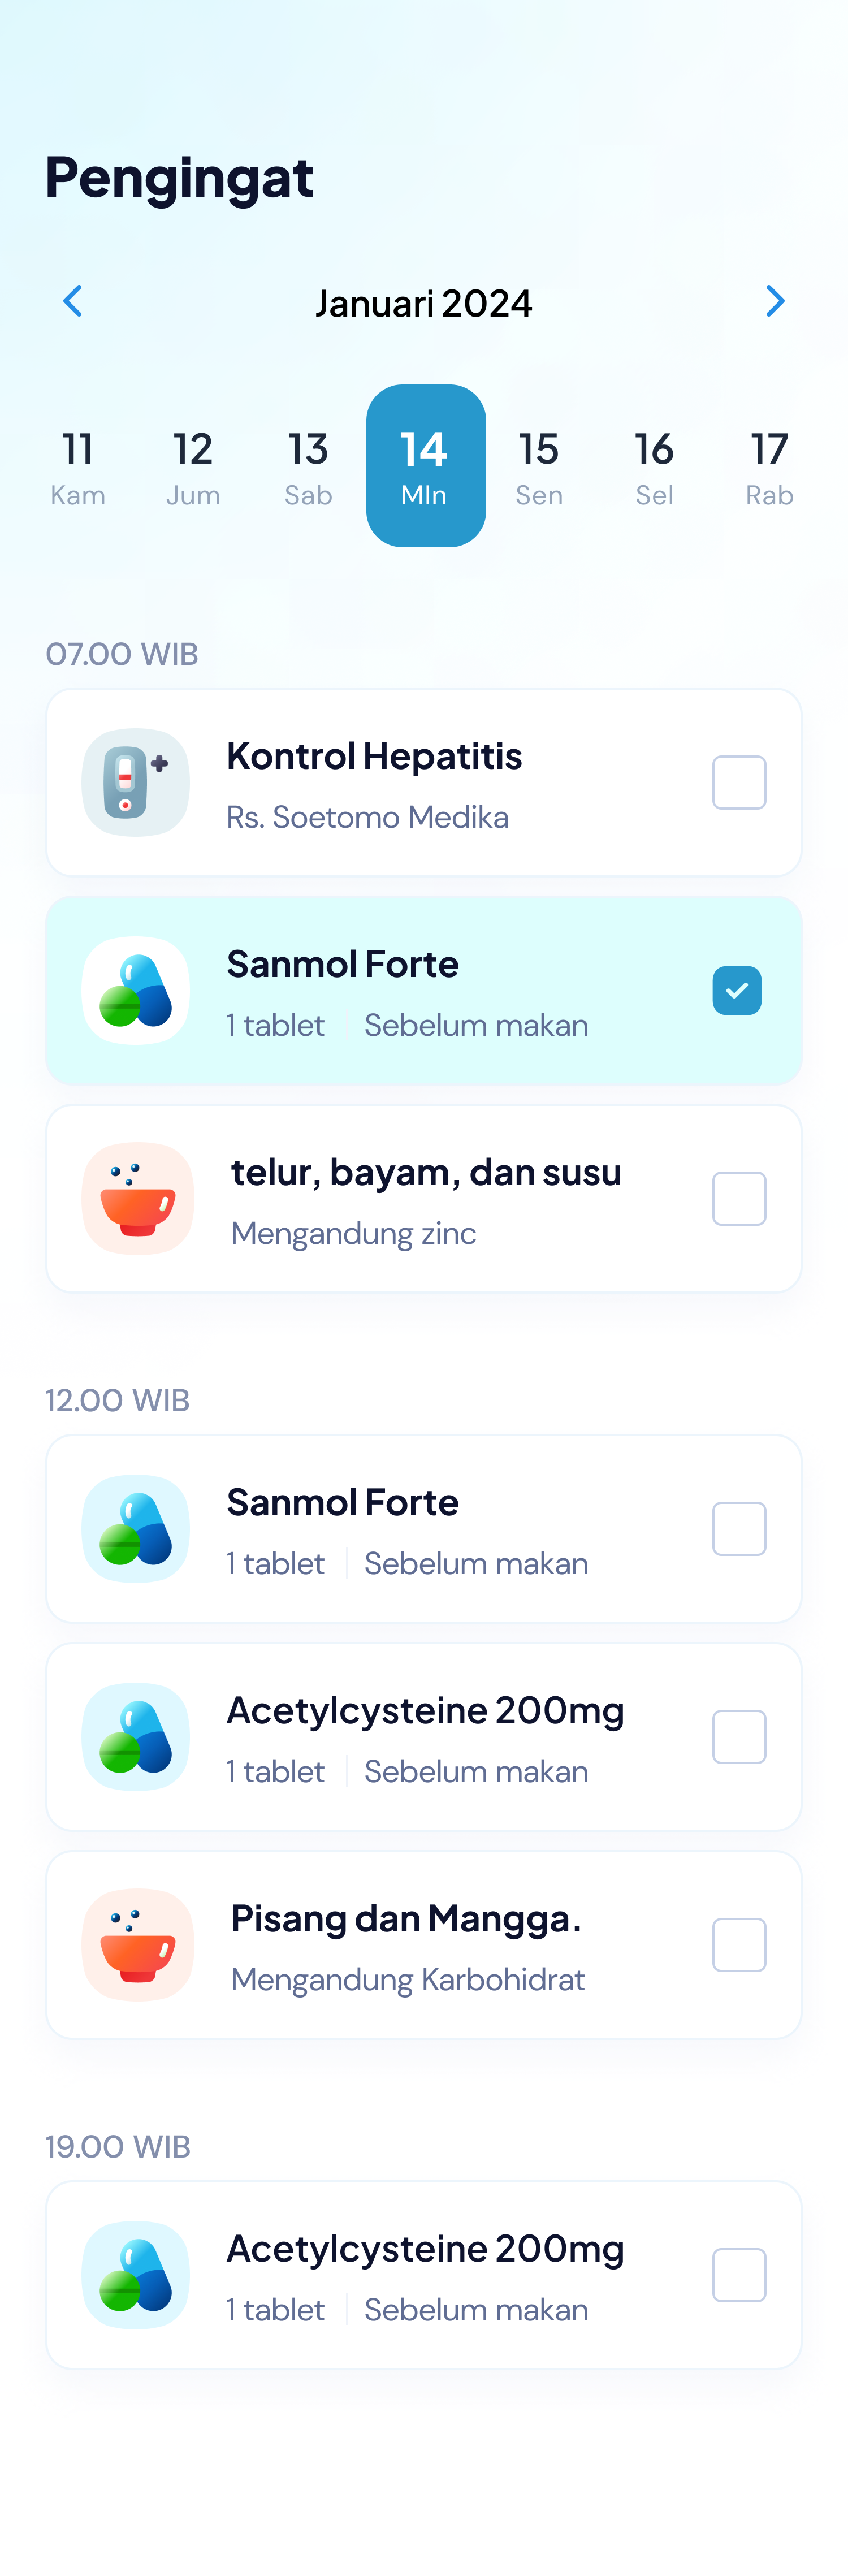 Pengingat
Januari 2024
11 12 13 14 15 16 17
Kam Jum Sab MIn Sen Sel Rab
07.00 WIB
Kontrol Hepatitis
Rs. Soetomo Medika
Sanmol Forte
1 tablet Sebelum makan
telur, bayam, dan susu
Mengandung zinc
12.00 WIB
Sanmol Forte
1 tablet Sebelum makan
Acetylcysteine 200mg
1 tablet Sebelum makan
Pisang dan Mangga.
Mengandung Karbohidrat
19.00 WIB
Acetylcysteine 200mg
1 tablet Sebelum makan